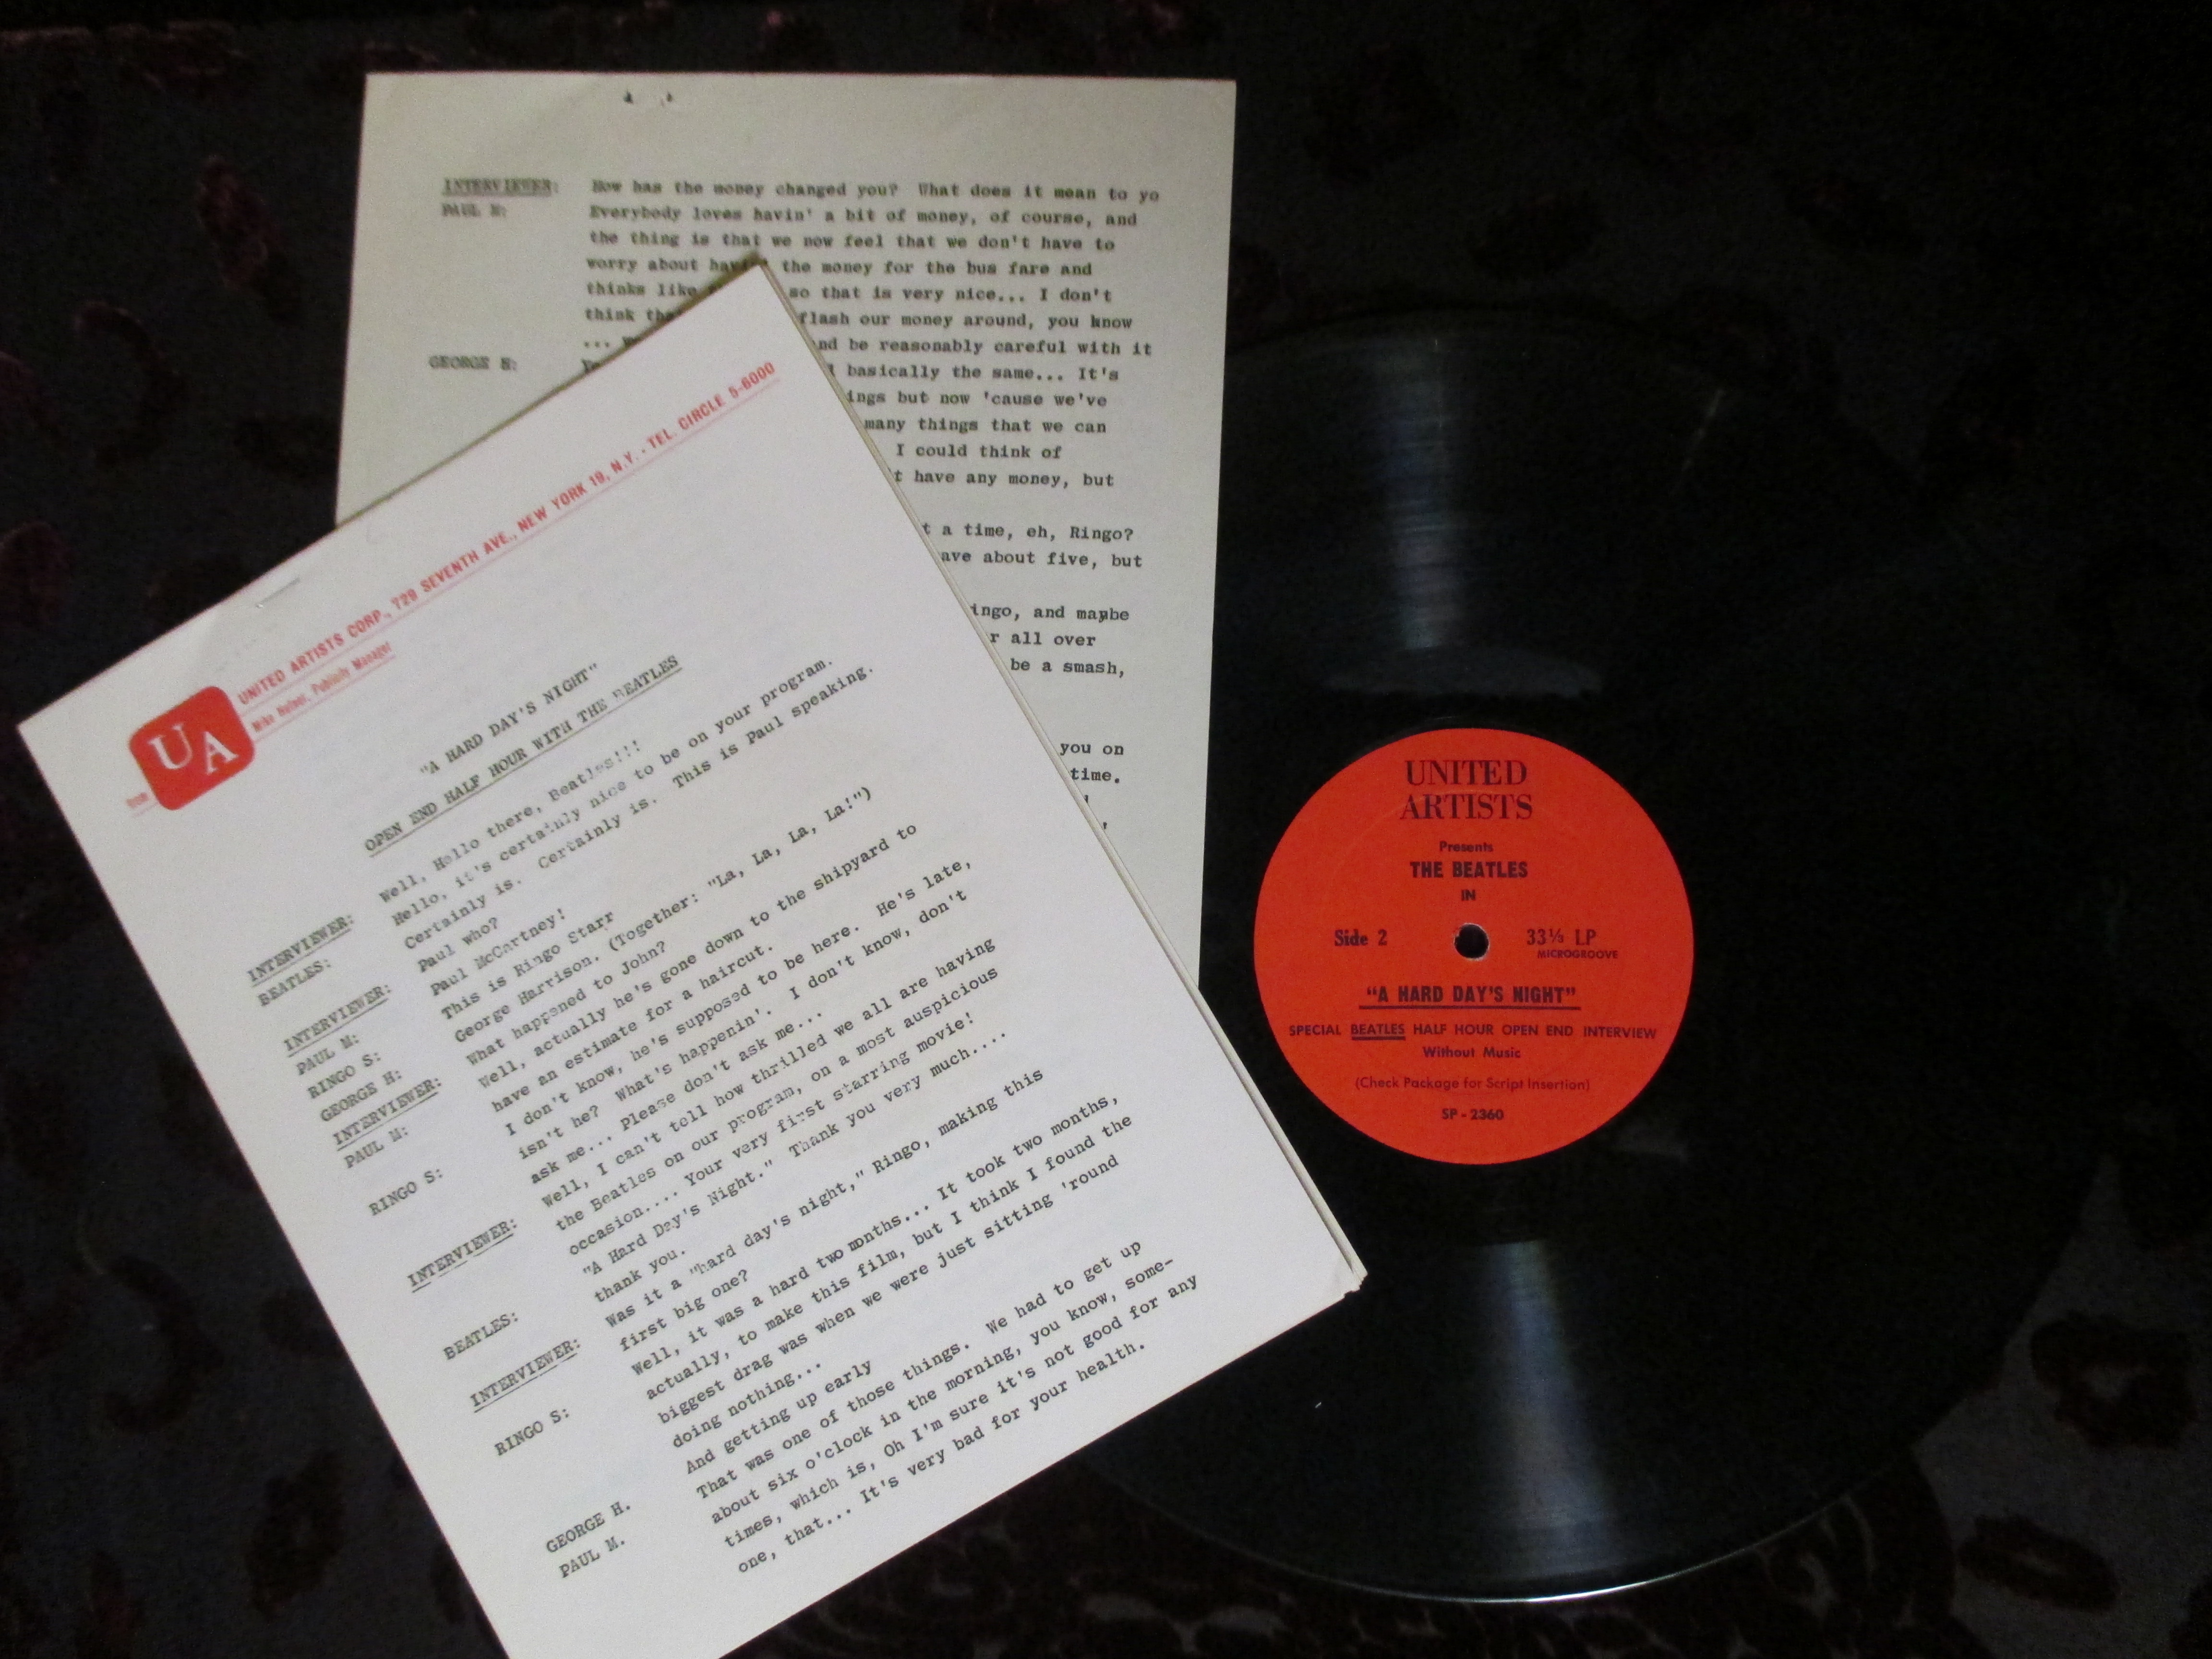 INTERVIEWER: How has the money changed you? What does it mean to yo
PAUL M: Everybody loves havin' a bit of money, of course, and
the thing is that we now feel that we don't have to
worry about the money for the bus fare and
thinks like so that is very nice... I don't
think flash our money around, you know
... nd be reasonably careful with it
GEORGE H:
basically the same... It's
ings but now 'cause we've
many things that we can
I could think of
t have any money, but
t a time, eh, Ringo?
ave about five, but
ingo, and maybe
r all over
be a smash,
you on
time.
UNITED ARTISTS CORP., 729 SEVENTH AVE., NEW YORK 19, N.Y. - TEL. CIRCLE 5-6000
Mike Publicity Manager
UA
"A HARD DAY'S NIGHT"
OPEN END HALF HOUR WITH THE BEATLES
INTERVIEWER: Well, Hello there, Beatles!!!
BEATLES: Hello, it's certainly nice to be on your program.
Certainly is. Certainly is. This is Paul speaking.
INTERVIEWER: Paul who?
PAUL M: Paul McCartney!
RINGO S: This is Ringo Starr
GEORGE H: George Harrison. (Together: "La, La, La, La!")
INTERVIEWER: What happened to John?
PAUL M: Well, actually he's gone down to the shipyard to
have an estimate for a haircut.
RINGO S: I don't know, he's supposed to be here. He's late,
isn't he? What's happenin'. I don't know, don't
ask me... Please don't ask me...
INTERVIEWER: Well, I can't tell how thrilled we all are having
the Beatles on our program, on a most auspicious
occasion.... Your very first starring movie!
"A Hard Day's Night." Thank you very much....
BEATLES: thank you.
INTERVIEWER: Was it a "hard day's night," Ringo, making this
first big one?
RINGO S: Well, it was a hard two months... It took two months,
actually, to make this film, but I think I found the
biggest drag was when we were just sitting 'round
doing nothing...
GEORGE H. And getting up early
PAUL M. That was one of those things. We had to get up
about six o'clock in the morning, you know, some-
times, which is, Oh I'm sure it's not good for any
one, that... It's very bad for your health.
UNITED
ARTISTS
Presents
THE BEATLES
IN
Side 2 33⅓ LP
MICROGROOVE
"A HARD DAY'S NIGHT"
SPECIAL BEATLES HALF HOUR OPEN END INTERVIEW
Without Music
(Check Package for Script Insertion)
SP - 2360